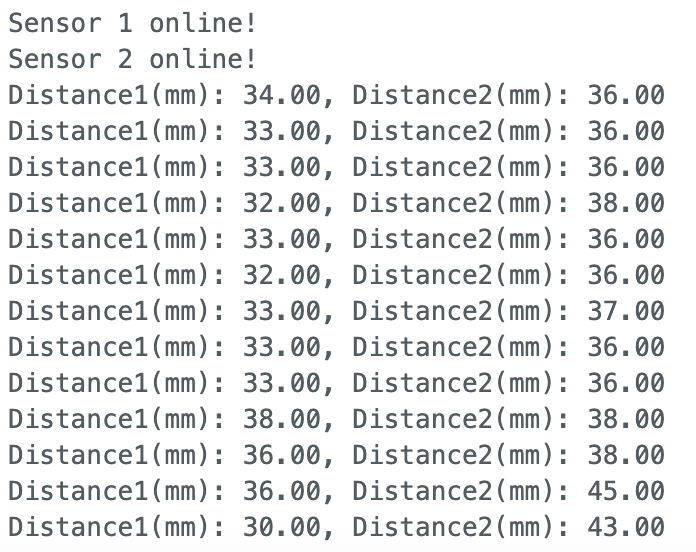 Sensor 1 online!
Sensor 2 online!
Distance1(mm): 34.00, Distance2(mm): 36.00
Distance1(mm): 33.00, Distance2(mm): 36.00
Distance1(mm): 33.00, Distance2(mm): 36.00
Distance1(mm): 32.00, Distance2(mm): 38.00
Distance1(mm): 33.00, Distance2(mm): 36.00
Distance1(mm): 32.00, Distance2(mm): 36.00
Distance1(mm): 33.00, Distance2(mm): 37.00
Distance1(mm): 33.00, Distance2(mm): 36.00
Distance1(mm): 33.00, Distance2(mm): 36.00
Distance1(mm): 38.00, Distance2(mm): 38.00
Distance1(mm): 36.00, Distance2(mm): 38.00
Distance1(mm): 36.00, Distance2(mm): 45.00
Distance1(mm): 30.00, Distance2(mm): 43.00